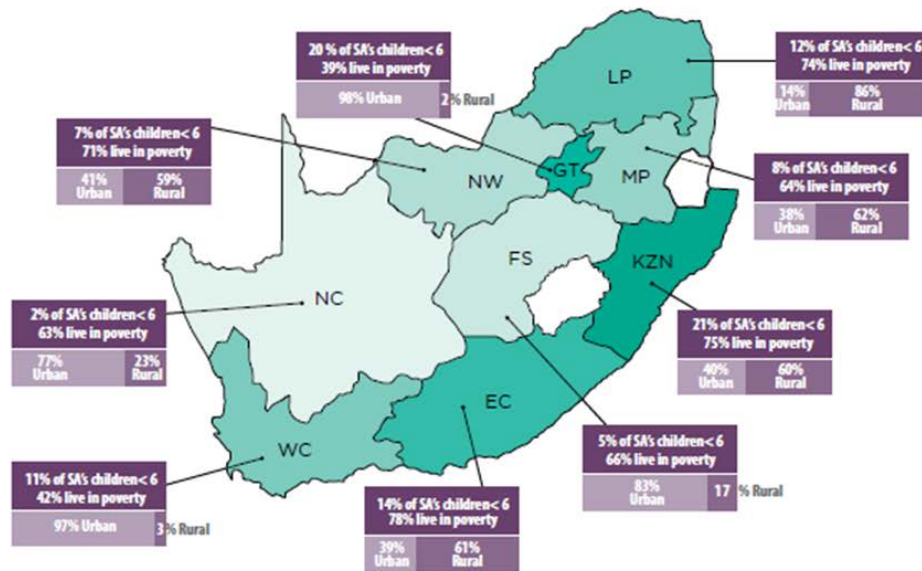 20 % of SA's children< 6
39% live in poverty
98% Urban
2% Rural
12% of SA's children< 6
74% live in poverty
14% Urban
86% Rural
7% of SA's children< 6
71% live in poverty
41% Urban
59% Rural
8% of SA's children< 6
64% live in poverty
38% Urban
62% Rural
LP
NW
GT
MP
FS
KZN
NC
EC
WC
2% of SA's children< 6
63% live in poverty
77% Urban
23% Rural
21% of SA's children< 6
75% live in poverty
40% Urban
60% Rural
5% of SA's children< 6
66% live in poverty
83% Urban
17 % Rural
11% of SA's children< 6
42% live in poverty
97% Urban
3% Rural
14% of SA's children< 6
78% live in poverty
39% Urban
61% Rural